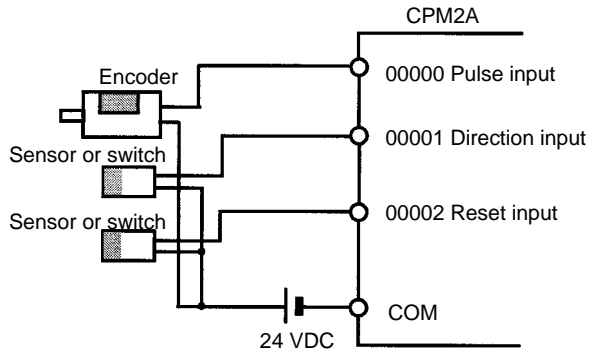 CPM2A
Encoder
00000 Pulse input
00001 Direction input
Sensor or switch
00002 Reset input
Sensor or switch
COM
24 VDC